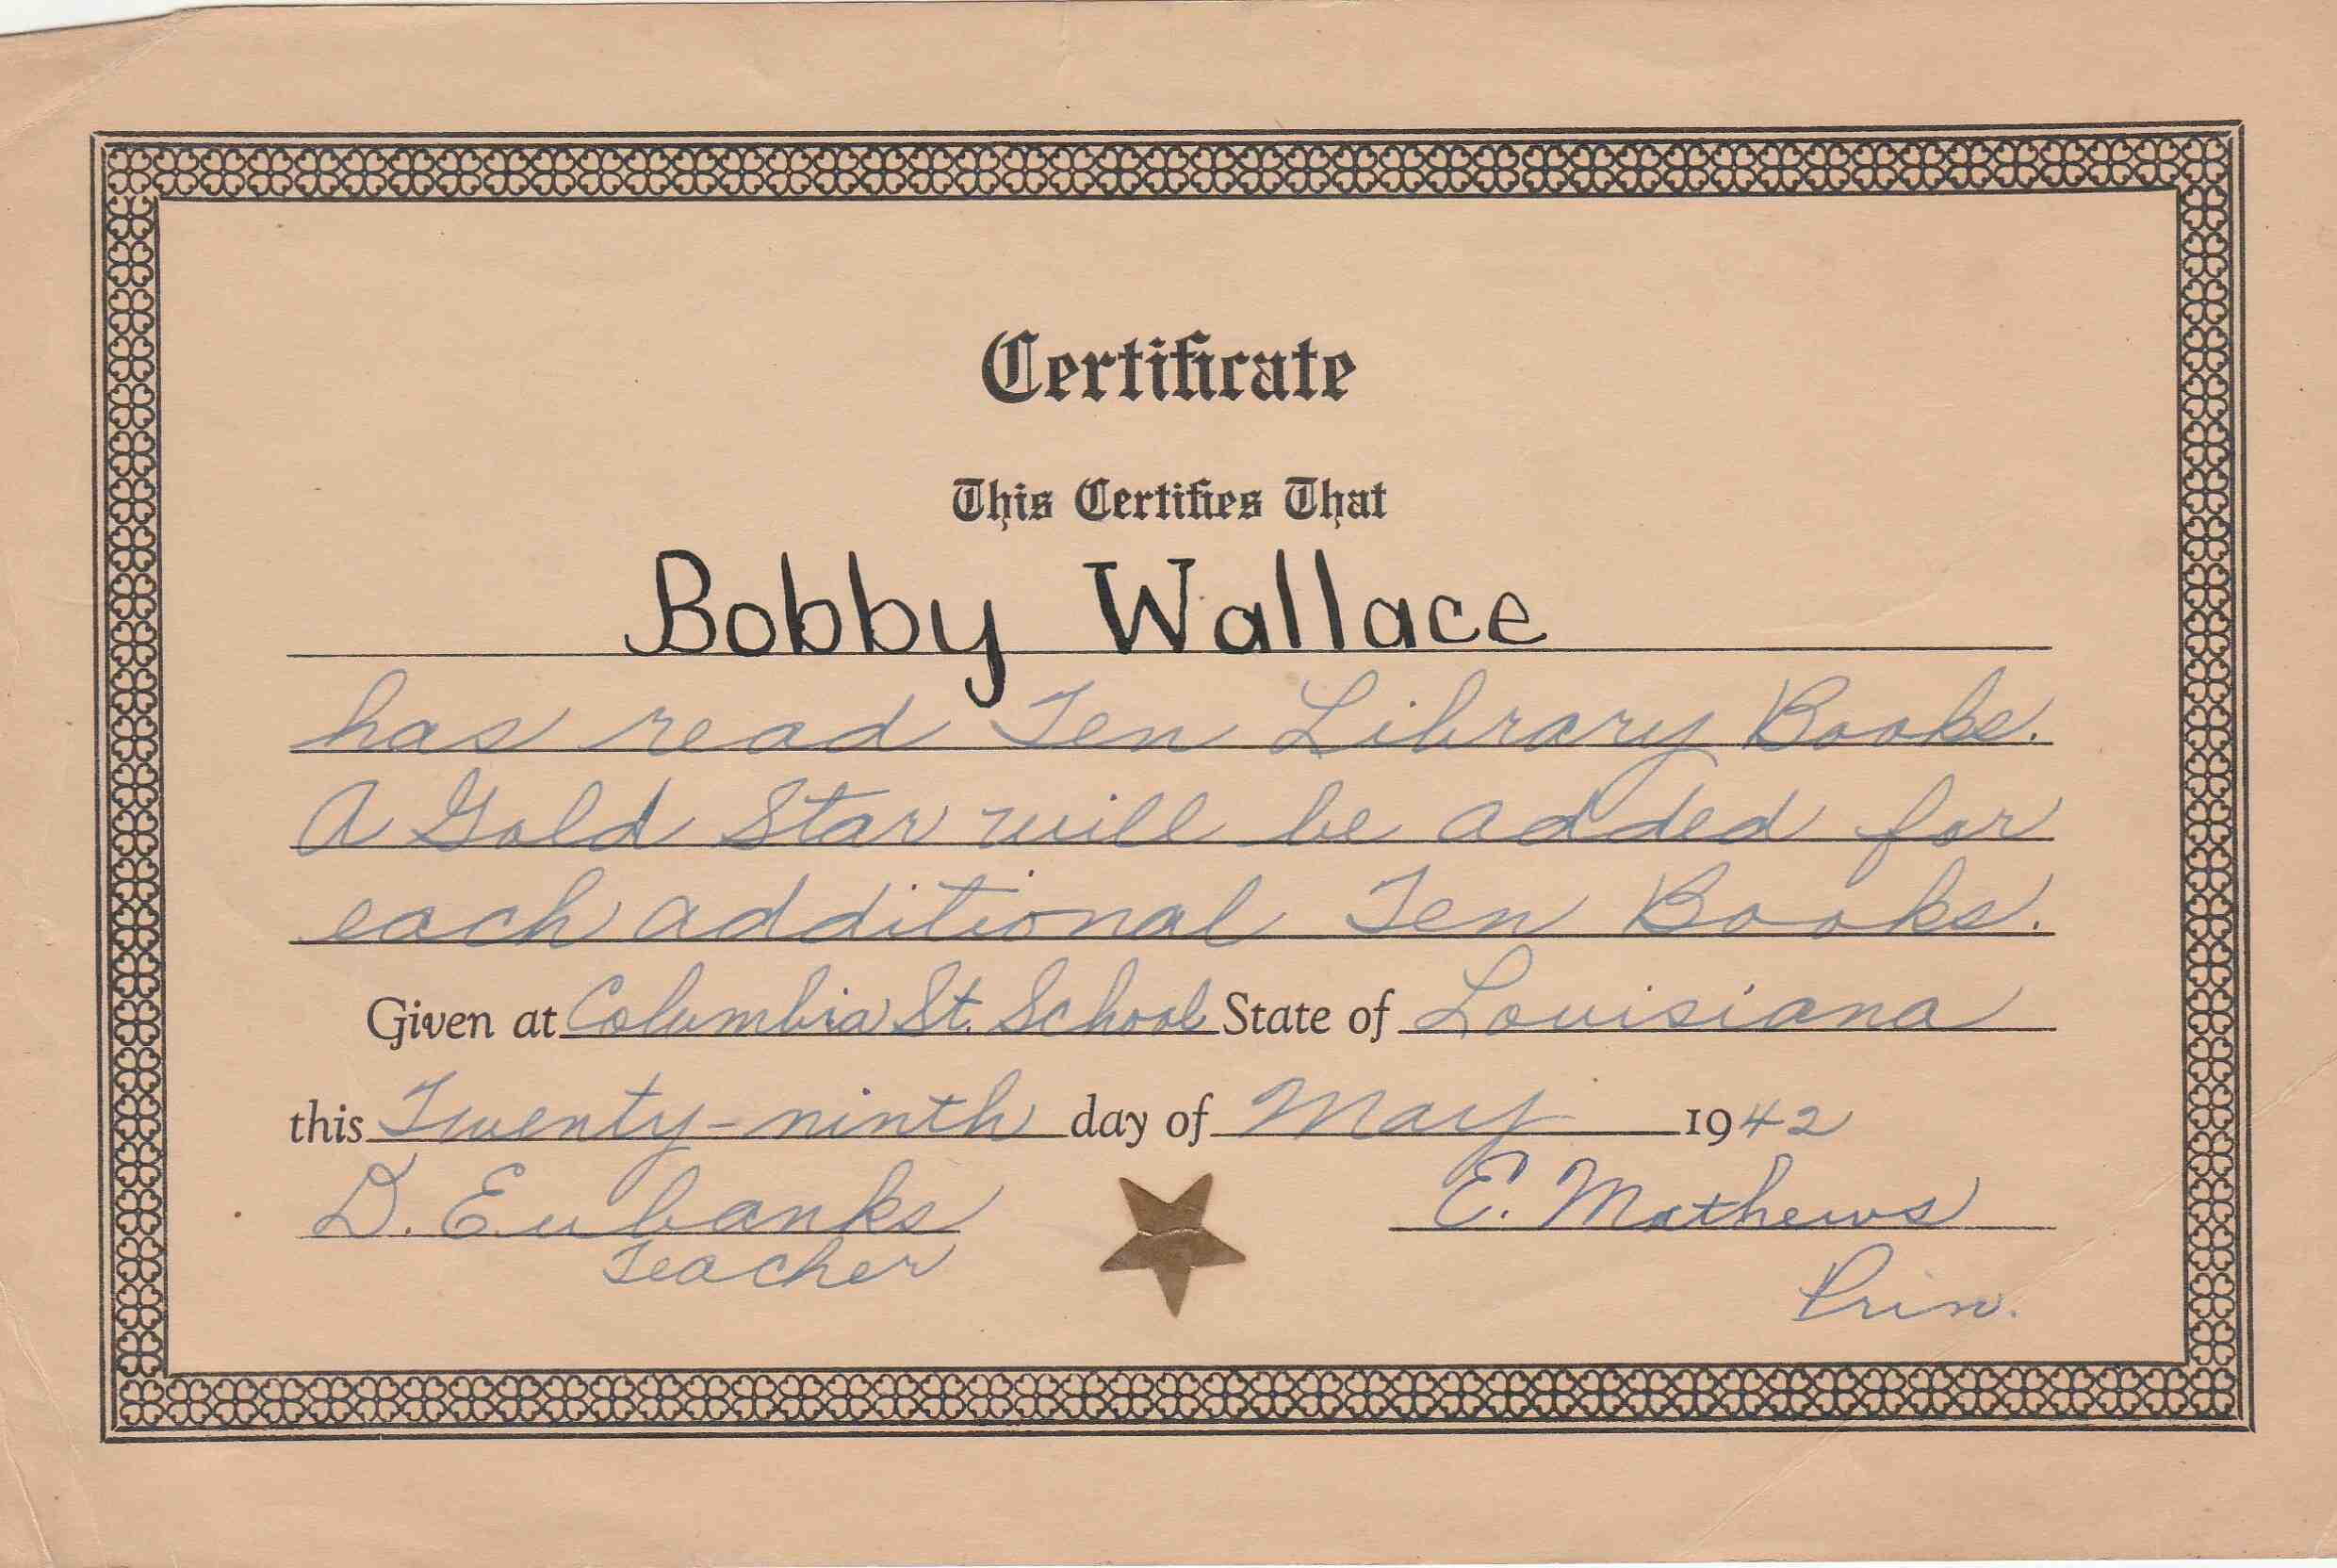 Certificate
This Certifies That
Bobby Wallace
has read Ten Library Books.
A Gold Star will be added for
each additional Ten Books.
Given at Columbia St. School State of Louisiana
this Twenty-ninth day of May 1942
D. Eubanks E. Mathews
Teacher
Prin.